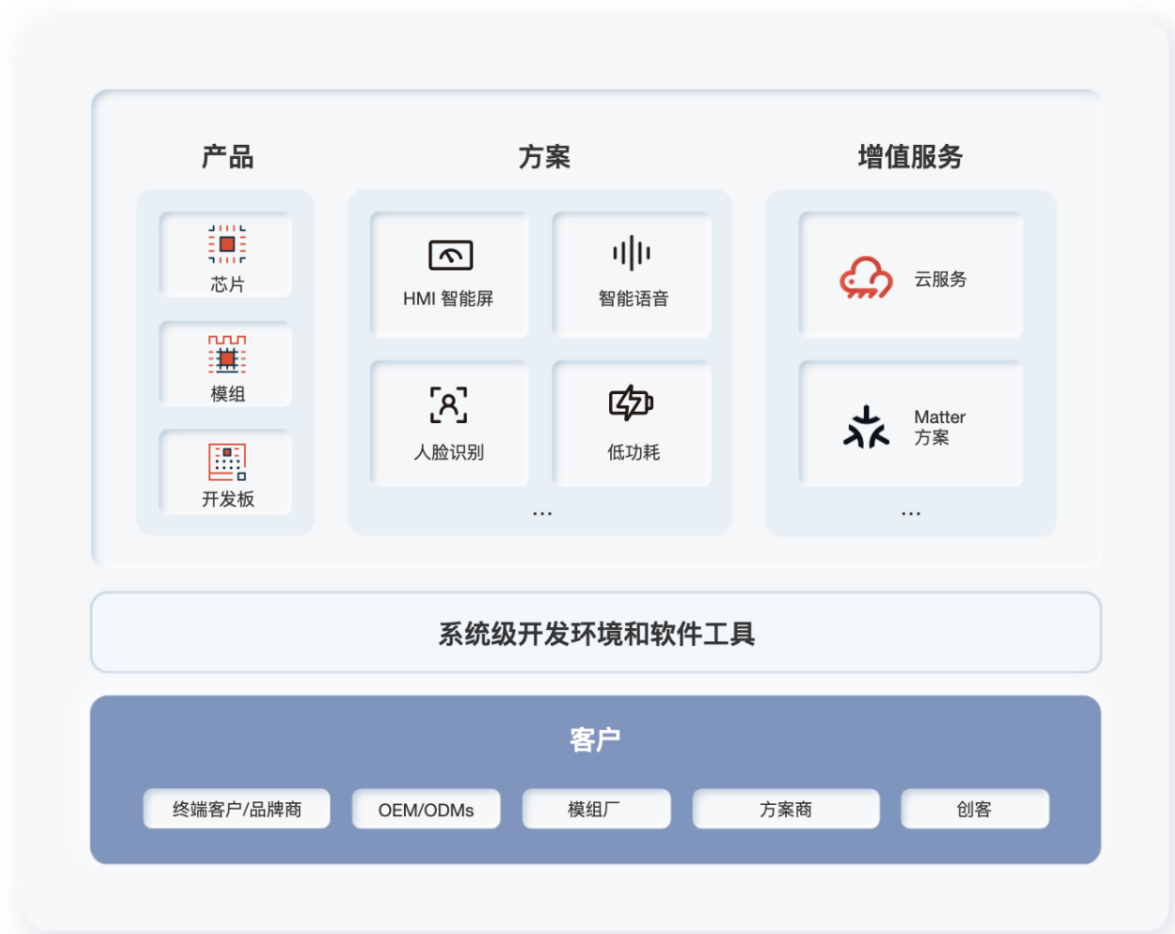 产品
方案
增值服务
芯片
模组
开发板
HMI 智能屏
智能语音
人脸识别
低功耗
...
云服务
Matter
方案
...
系统级开发环境和软件工具
客户
终端客户/品牌商
OEM/ODMs
模组厂
方案商
创客